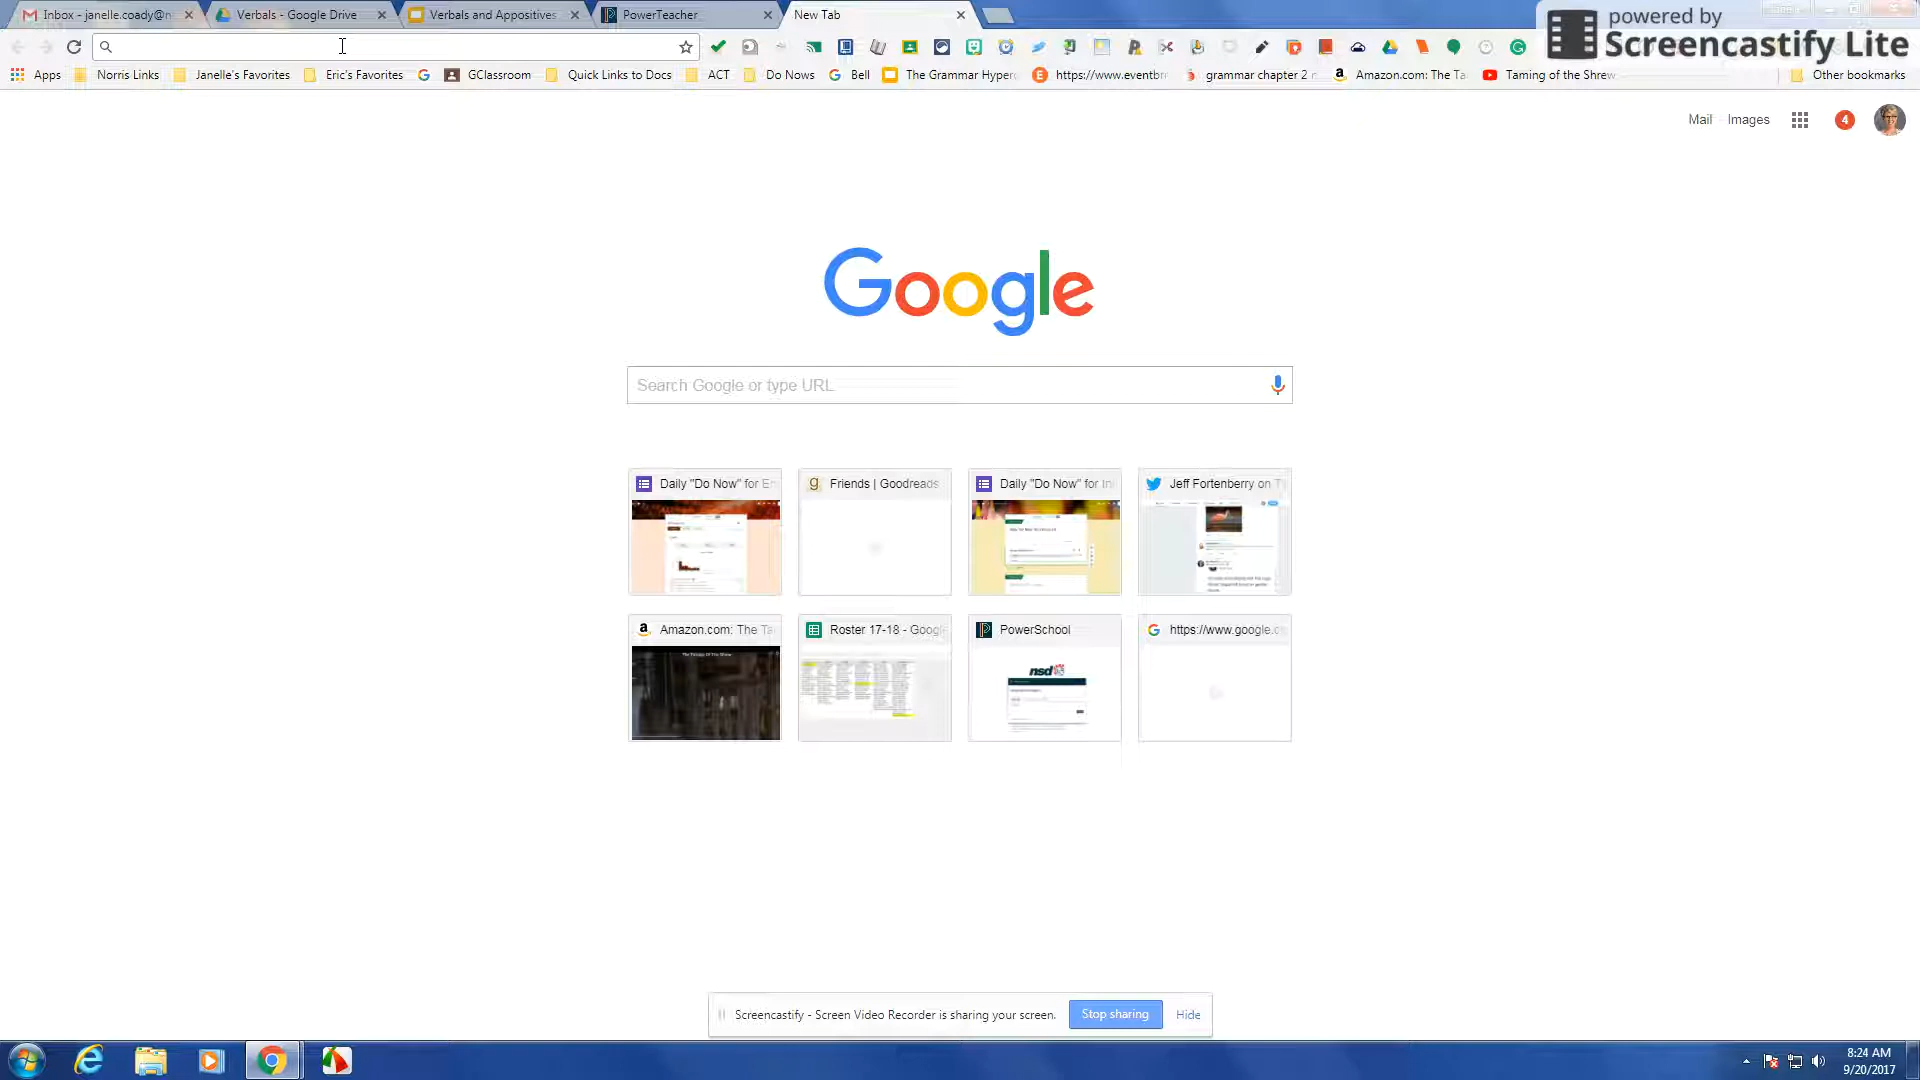 Inbox - janelle.coady@n
Verbals - Google Drive
Verbals and Appositives
PowerTeacher
New Tab
powered by
Screencastify Lite
Apps
Norris Links
Janelle's Favorites
Eric's Favorites
GClassroom
Quick Links to Docs
ACT
Do Nows
Bell
The Grammar Hyper
https://www.eventbr
grammar chapter 2
Amazon.com: The Ta
Taming of the Shrew
Other bookmarks
Mail
Images
4
Google
Search Google or type URL
Daily "Do Now" for En
Friends | Goodreads
Daily "Do Now" for In
Jeff Fortenberry on T
Amazon.com: The Ta
Roster 17-18 - Googl
PowerSchool
https://www.google.c
nsd
Screencastify - Screen Video Recorder is sharing your screen.
Stop sharing
Hide
8:24 AM
9/20/2017